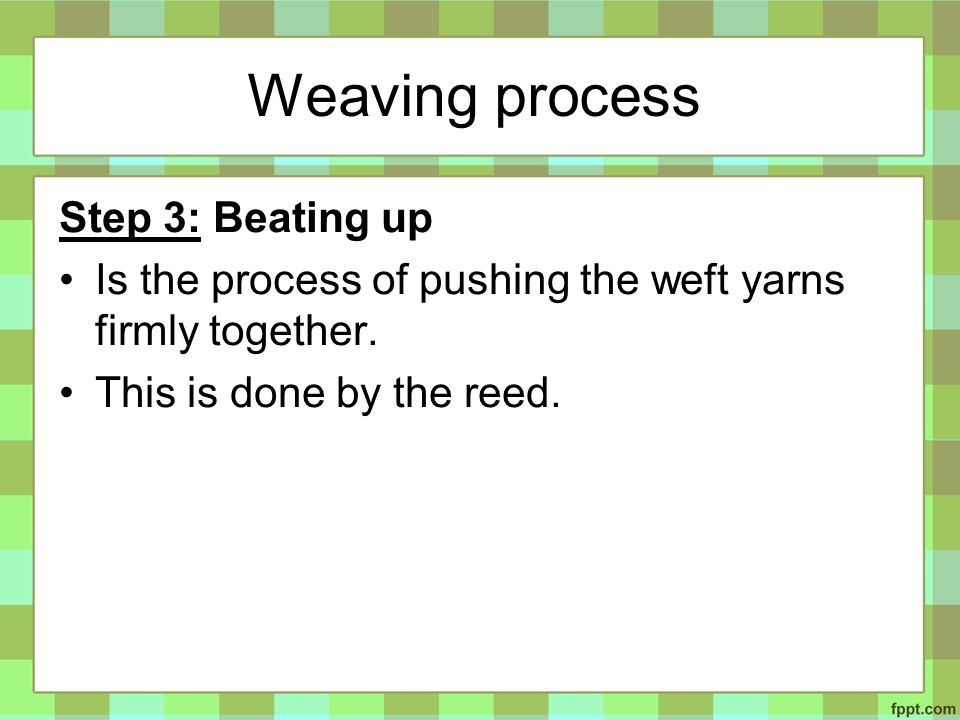 Weaving process
Step 3: Beating up
• Is the process of pushing the weft yarns
firmly together.
• This is done by the reed.
fppt.com